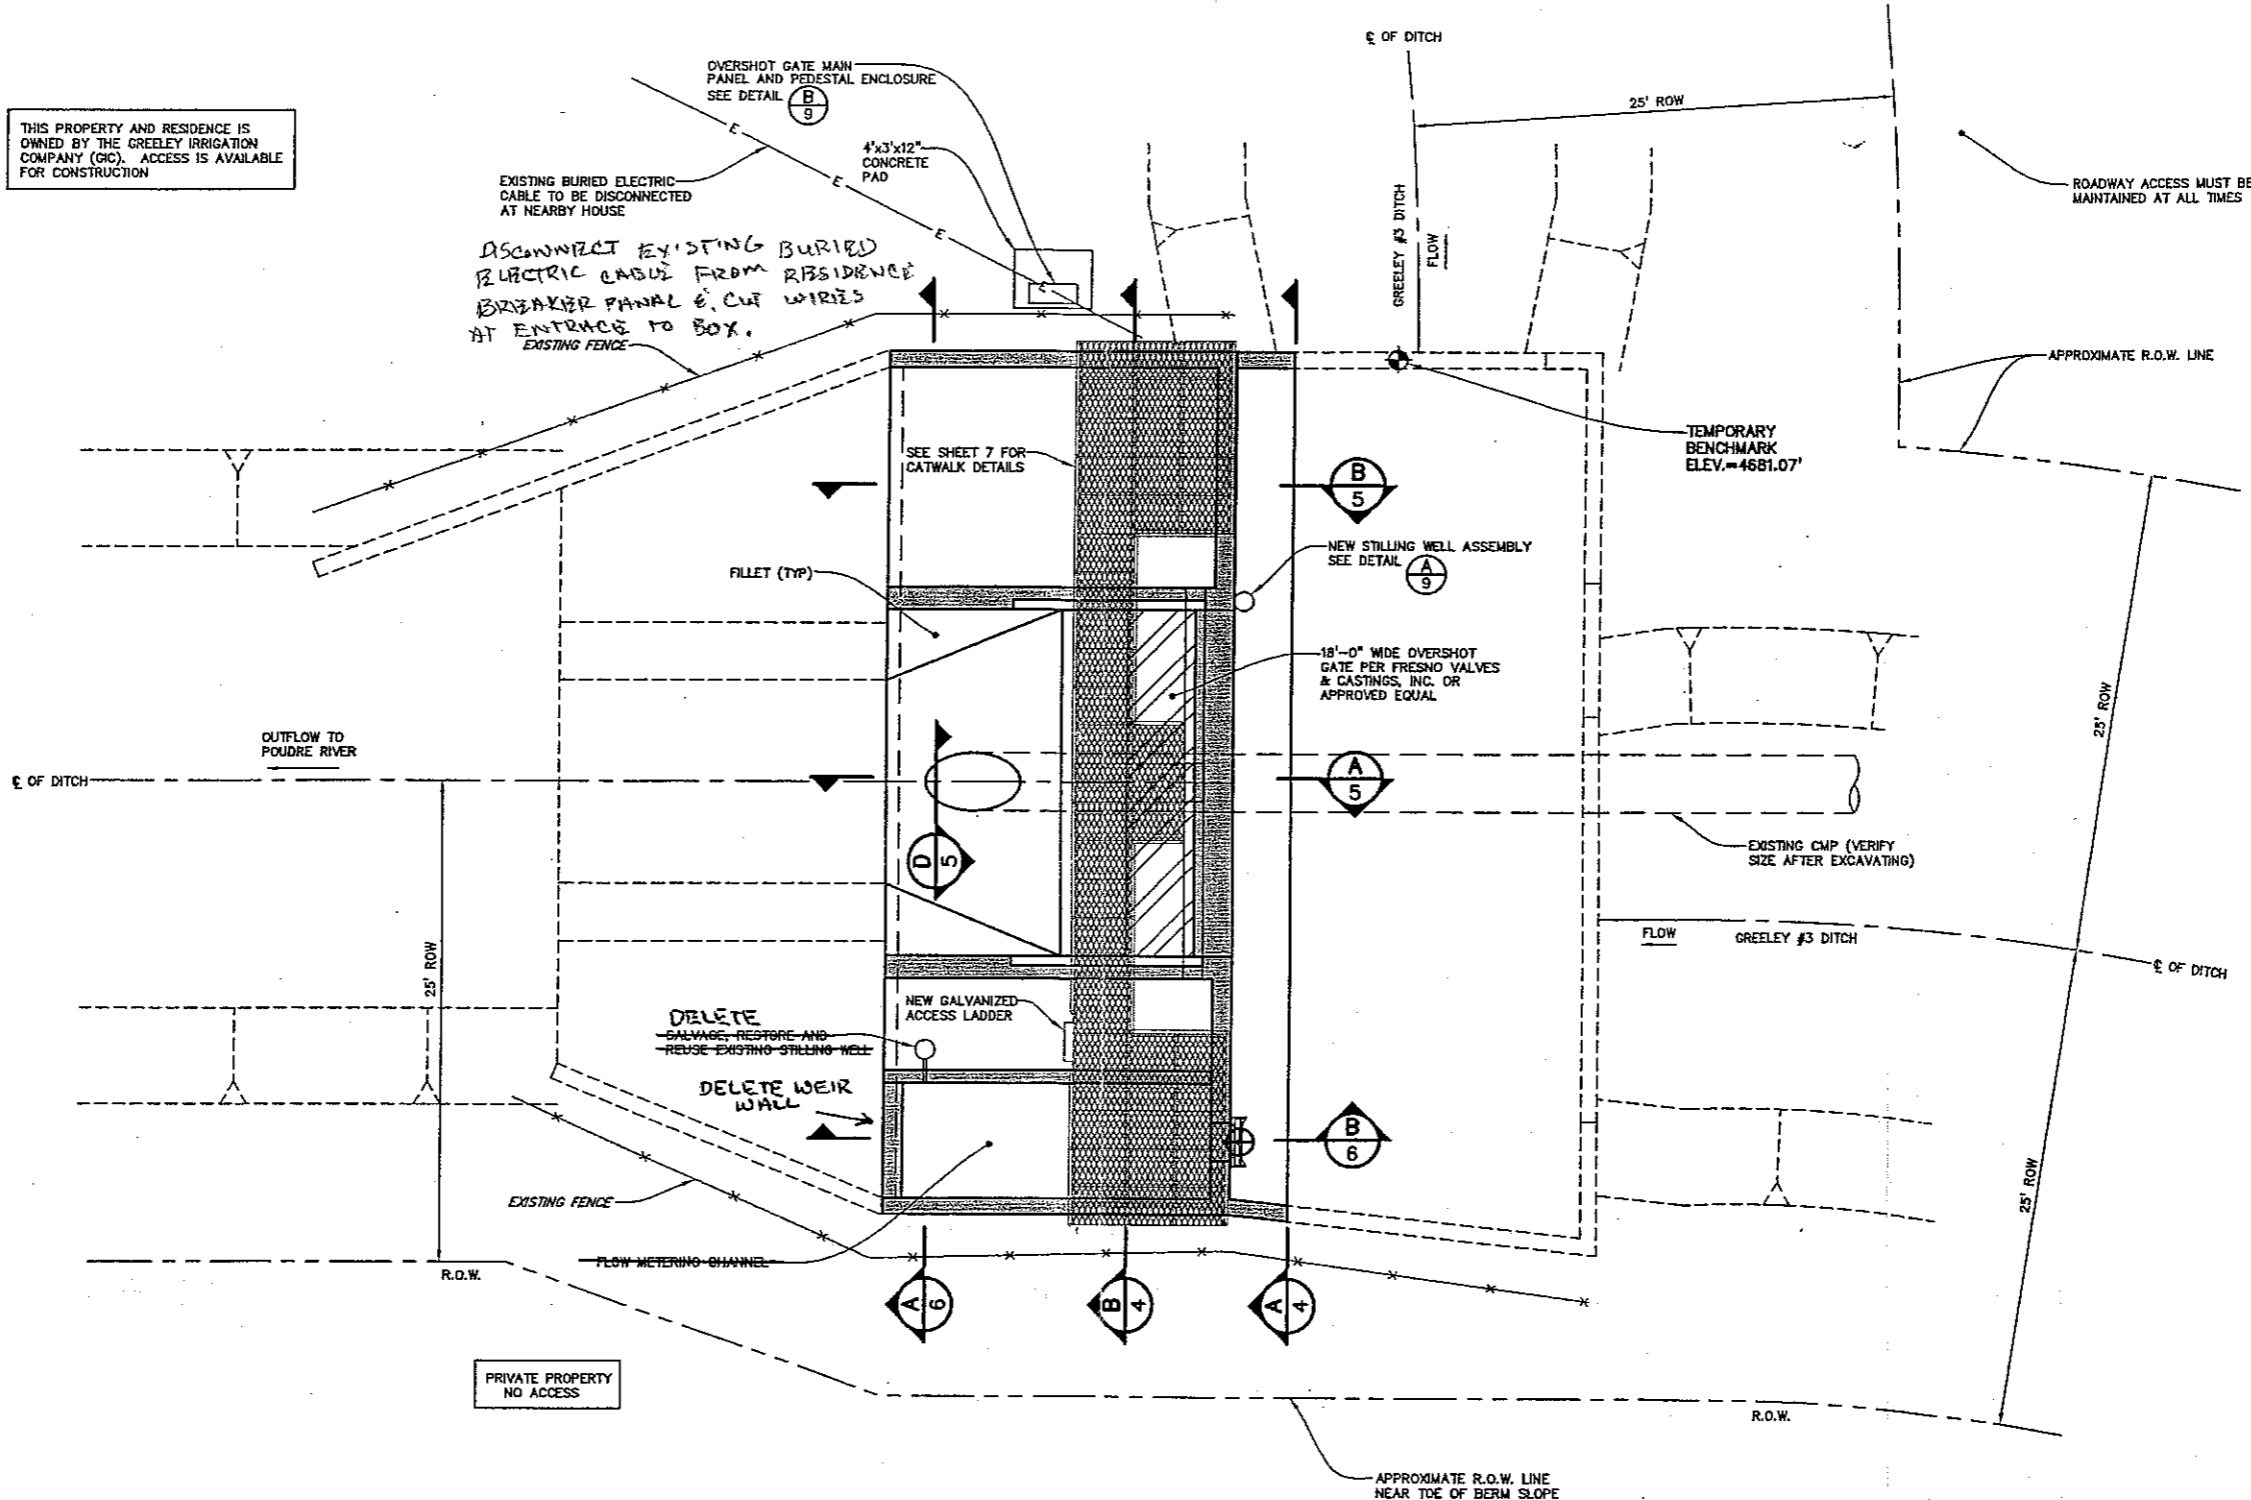 ℄ OF DITCH
OVERSHOT GATE MAIN
PANEL AND PEDESTAL ENCLOSURE
SEE DETAIL B
9
25' ROW
THIS PROPERTY AND RESIDENCE IS
OWNED BY THE GREELEY IRRIGATION
COMPANY (GIC). ACCESS IS AVAILABLE
FOR CONSTRUCTION
4'x3'x12"
CONCRETE
PAD
E
E
E
E
EXISTING BURIED ELECTRIC
CABLE TO BE DISCONNECTED
AT NEARBY HOUSE
ROADWAY ACCESS MUST BE
MAINTAINED AT ALL TIMES
GREELEY #3 DITCH
FLOW
DISCONNECT EXISTING BURIED
ELECTRIC CABLE FROM RESIDENCE
BREAKER PANAL & CUT WIRES
AT ENTRACE TO BOX.
EXISTING FENCE
APPROXIMATE R.O.W. LINE
TEMPORARY
BENCHMARK
ELEV.=4681.07'
SEE SHEET 7 FOR
CATWALK DETAILS
B
5
NEW STILLING WELL ASSEMBLY
SEE DETAIL A
9
FILLET (TYP)
18'-0" WIDE OVERSHOT
GATE PER FRESNO VALVES
& CASTINGS, INC. OR
APPROVED EQUAL
25' ROW
OUTFLOW TO
POUDRE RIVER
℄ OF DITCH
A
5
D
5
EXISTING CMP (VERIFY
SIZE AFTER EXCAVATING)
FLOW
GREELEY #3 DITCH
℄ OF DITCH
25' ROW
NEW GALVANIZED
ACCESS LADDER
DELETE
SALVAGE, RESTORE AND
REUSE EXISTING STILLING WELL
DELETE WEIR
WALL
B
6
25' ROW
EXISTING FENCE
FLOW METERING CHANNEL
R.O.W.
A
6
B
4
A
4
PRIVATE PROPERTY
NO ACCESS
R.O.W.
APPROXIMATE R.O.W. LINE
NEAR TOE OF BERM SLOPE